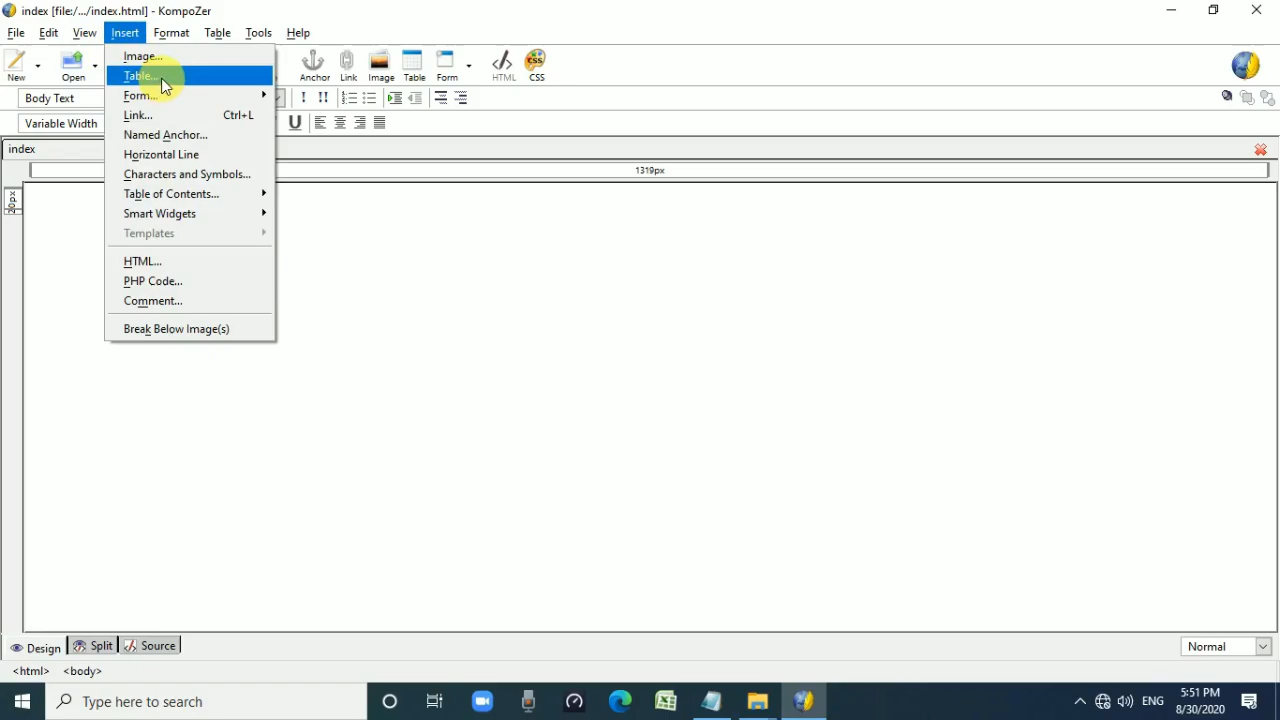 index [file:/.../index.html] - KompoZer
File Edit View Insert Format Table Tools Help
New Open Anchor Link Image Table Form HTML CSS
Image...
Table...
Form...
Link... Ctrl+L
Named Anchor...
Horizontal Line
Characters and Symbols...
Table of Contents...
Smart Widgets
Templates
HTML...
PHP Code...
Comment...
Break Below Image(s)
Body Text ! !!
Variable Width U
index
1319px
20px
Design Split Source Normal
<html> <body>
Type here to search
ENG
5:51 PM
8/30/2020